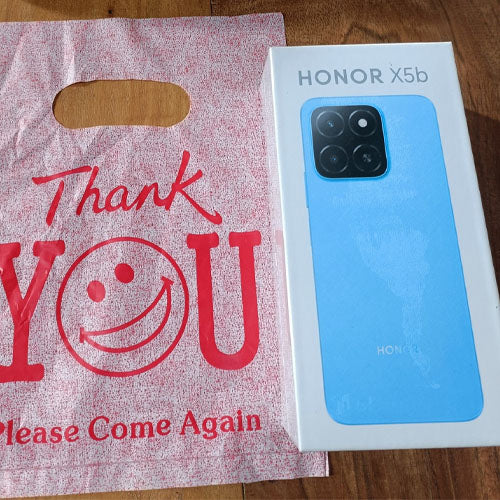 Thank
YOU
Please Come Again
HONOR X5b
HONOR